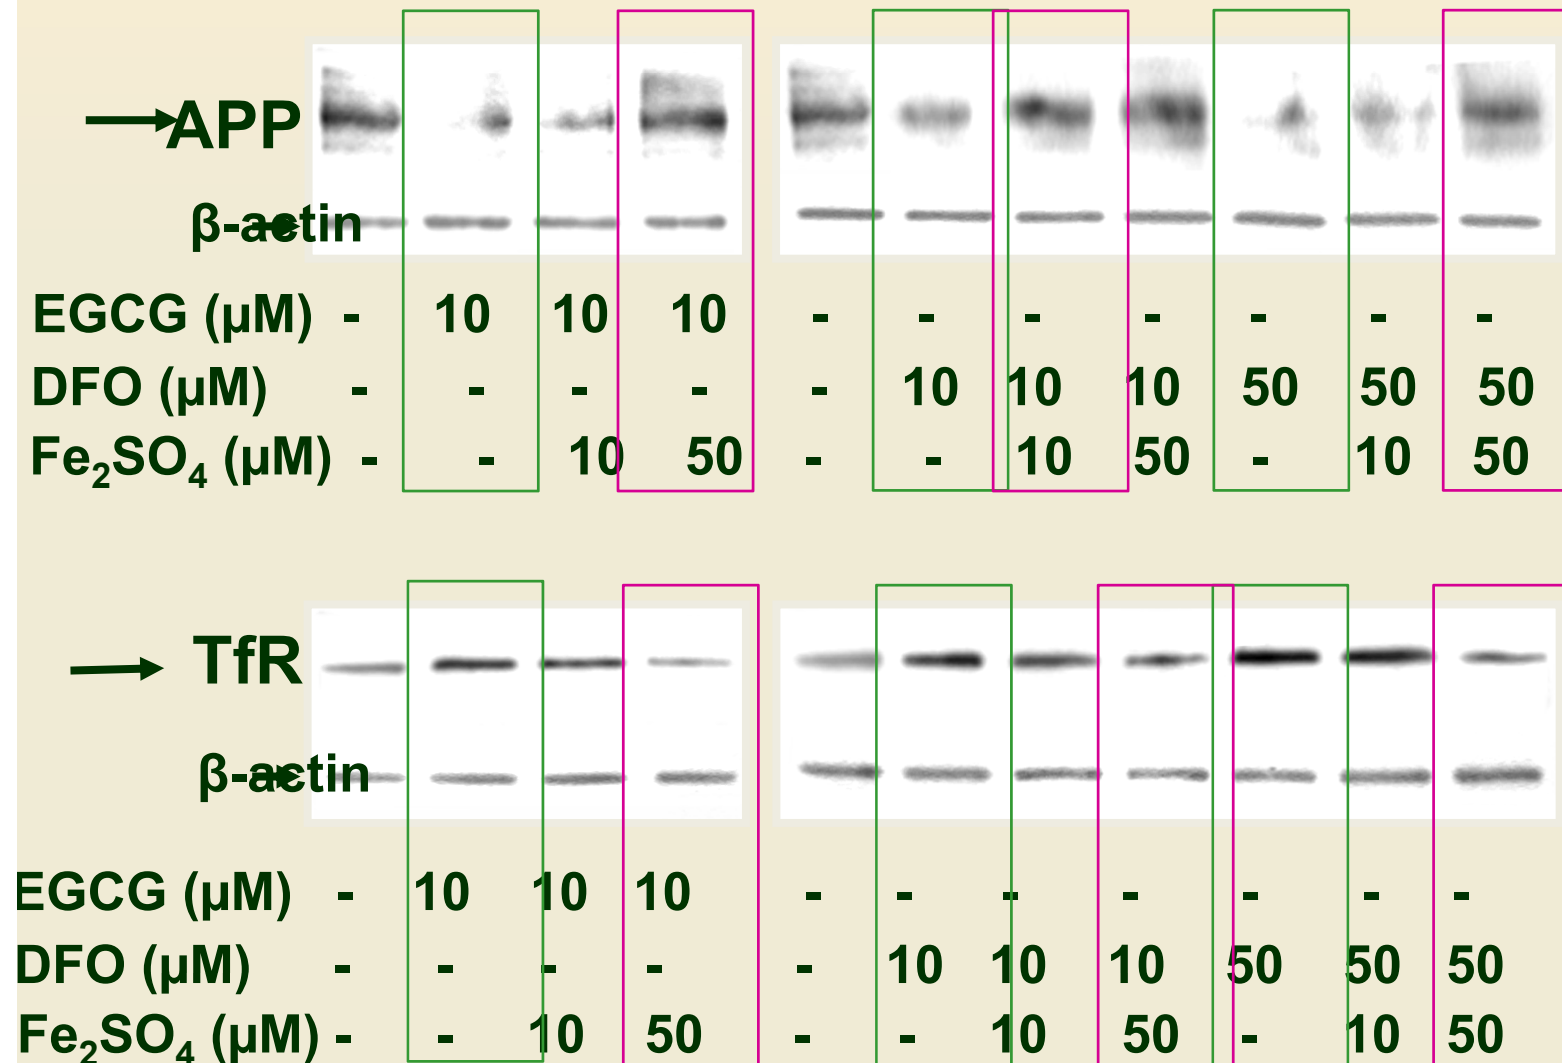 APP
β-actin
EGCG (μM) - 10 10 10 - - - - - - -
DFO (μM) - - - - - 10 10 10 50 50 50
Fe₂SO₄ (μM) - - 10 50 - - 10 50 - 10 50
TfR
β-actin
EGCG (μM) - 10 10 10 - - - - - - -
DFO (μM) - - - - - 10 10 10 50 50 50
Fe₂SO₄ (μM) - - 10 50 - - 10 50 - 10 50